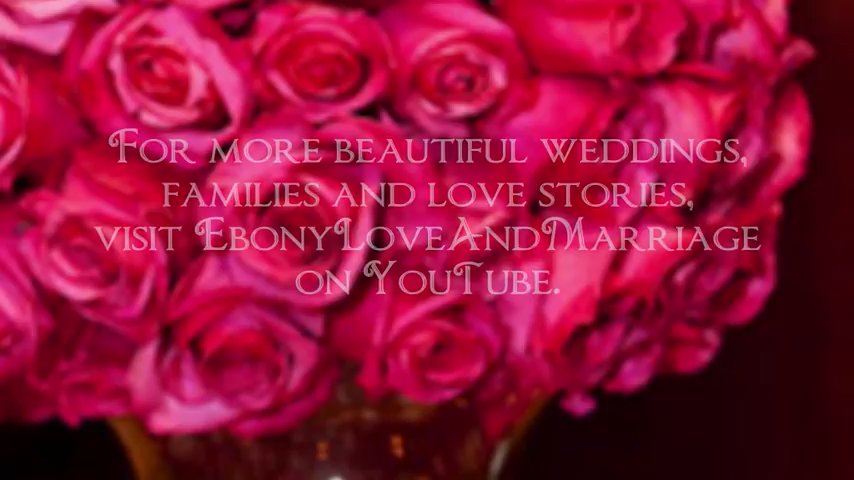 For more beautiful weddings,
families and love stories,
visit EbonyLoveAndMarriage
on YouTube.